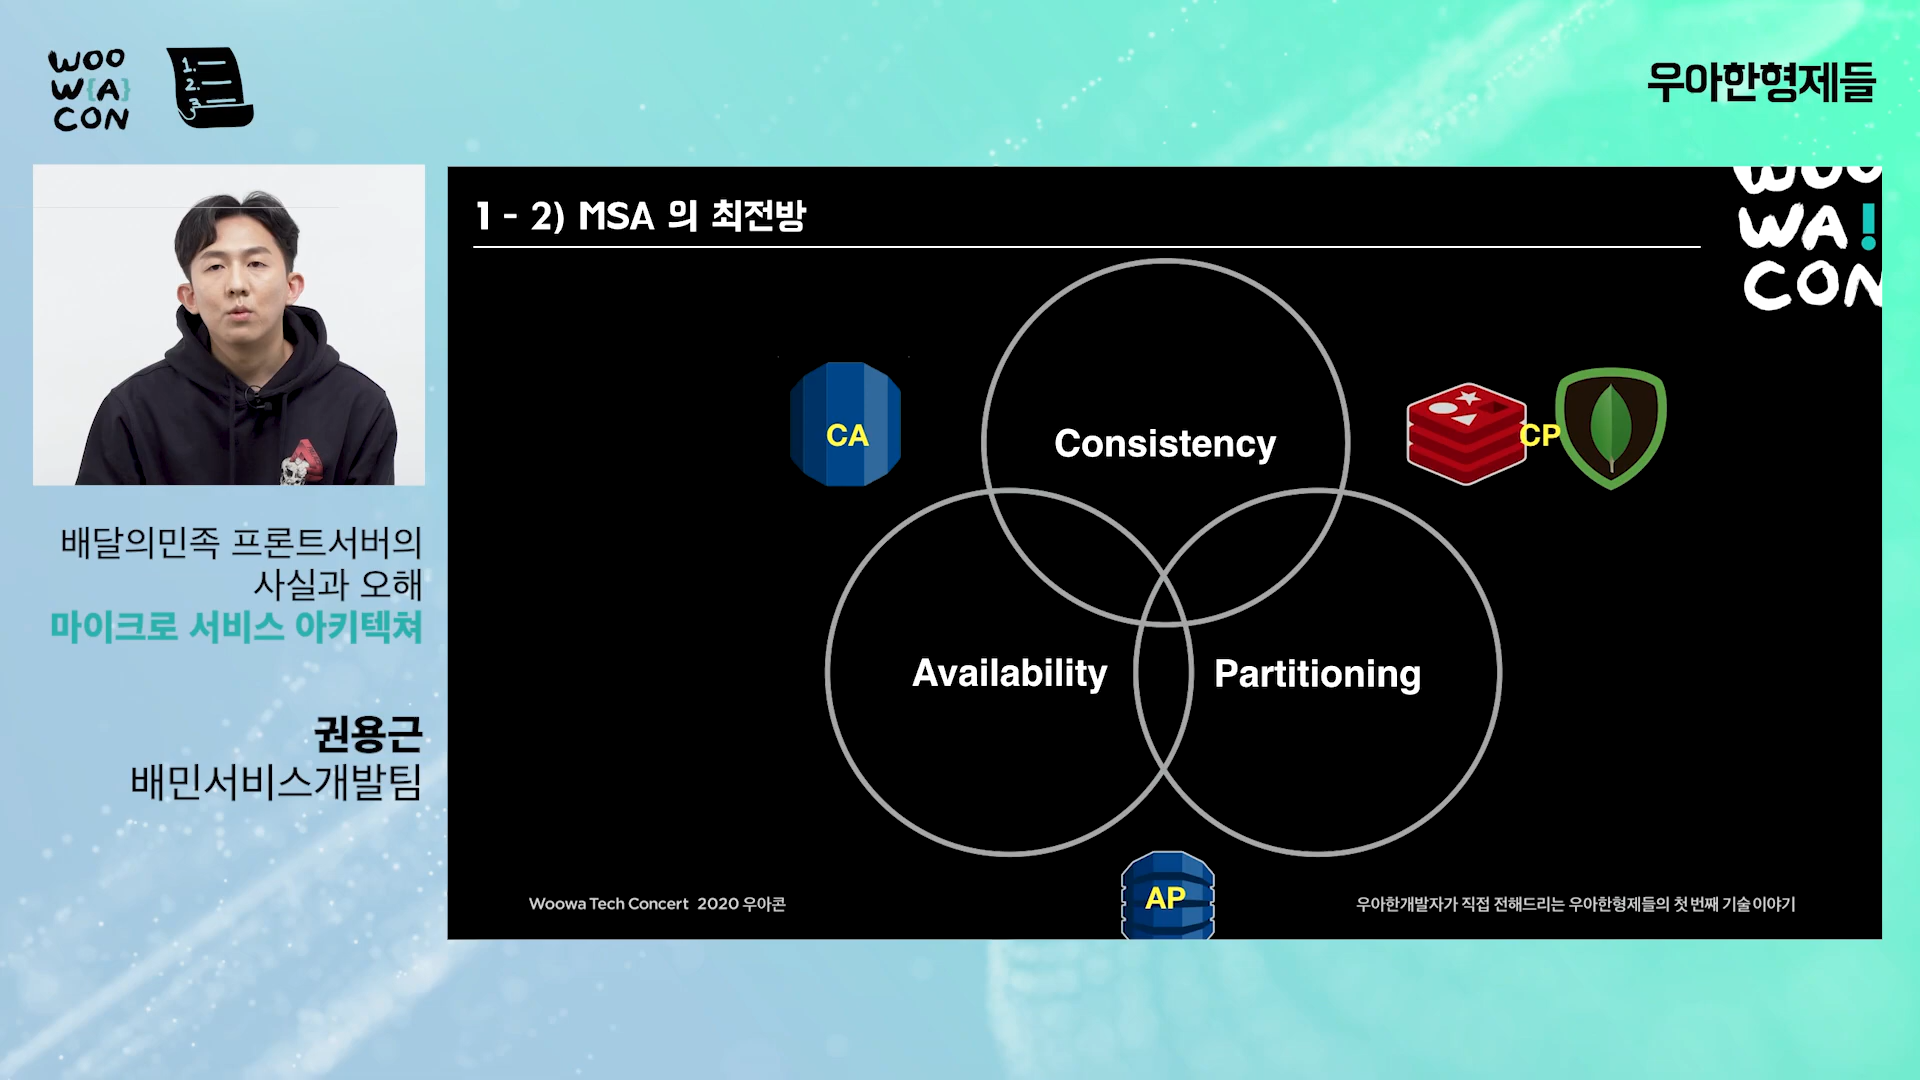 WOO
W{A}
CON
1.
2.
3.
우아한형제들
배달의민족 프론트서버의
사실과 오해
마이크로 서비스 아키텍쳐
권용근
배민서비스개발팀
1 - 2) MSA 의 최전방
WOO
WA!
CON
CA
Consistency
CP
Availability
Partitioning
AP
Woowa Tech Concert 2020 우아콘
우아한개발자가 직접 전해드리는 우아한형제들의 첫 번째 기술 이야기